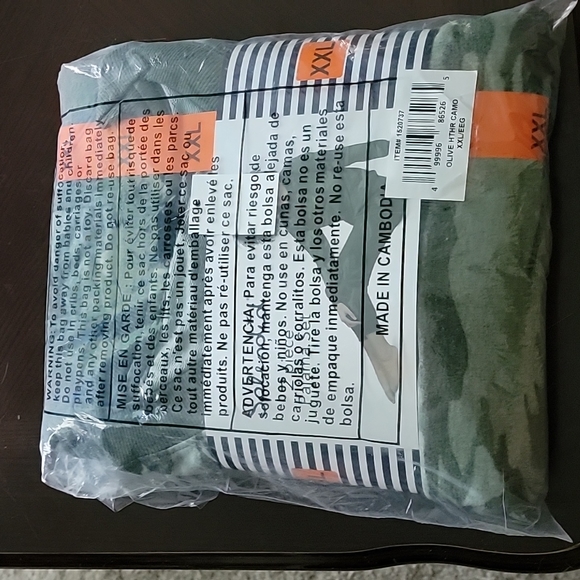 WARNING: To avoid danger of suffocation,
keep this bag away from babies and children.
Do not use in cribs, beds, carriages or
playpens. This bag is not a toy. Discard bag
and any other packing materials immediately
after removing product. Do not re-use bag.
MISE EN GARDE : Pour éviter tout risque de
suffocation, tenir ce sac hors de la portée des
bébés et des enfants. Ne pas utiliser dans les
berceaux, les lits, les carrosses ou les parcs.
Ce sac n'est pas un jouet. Jetez ce sac ou
tout autre matériau d'emballage
immédiatement après avoir enlevé les
produits. Ne pas ré-utiliser ce sac.
ADVERTENCIA: Para evitar riesgo de
sofocación, mantenga en la bolsa alejada de
bebés y niños. No use en cunas, camas,
carriolas o corralitos. Esta bolsa no es un
juguete. Tire la bolsa y los otros materiales
de empaque inmediatamente. No re-use esta
bolsa.
MADE IN CAMBODIA
XXL
XXL
XXL
ITEM# 1520737
4 99996 86526 5
OLIVE HTHR CAMO
XXL/EEG